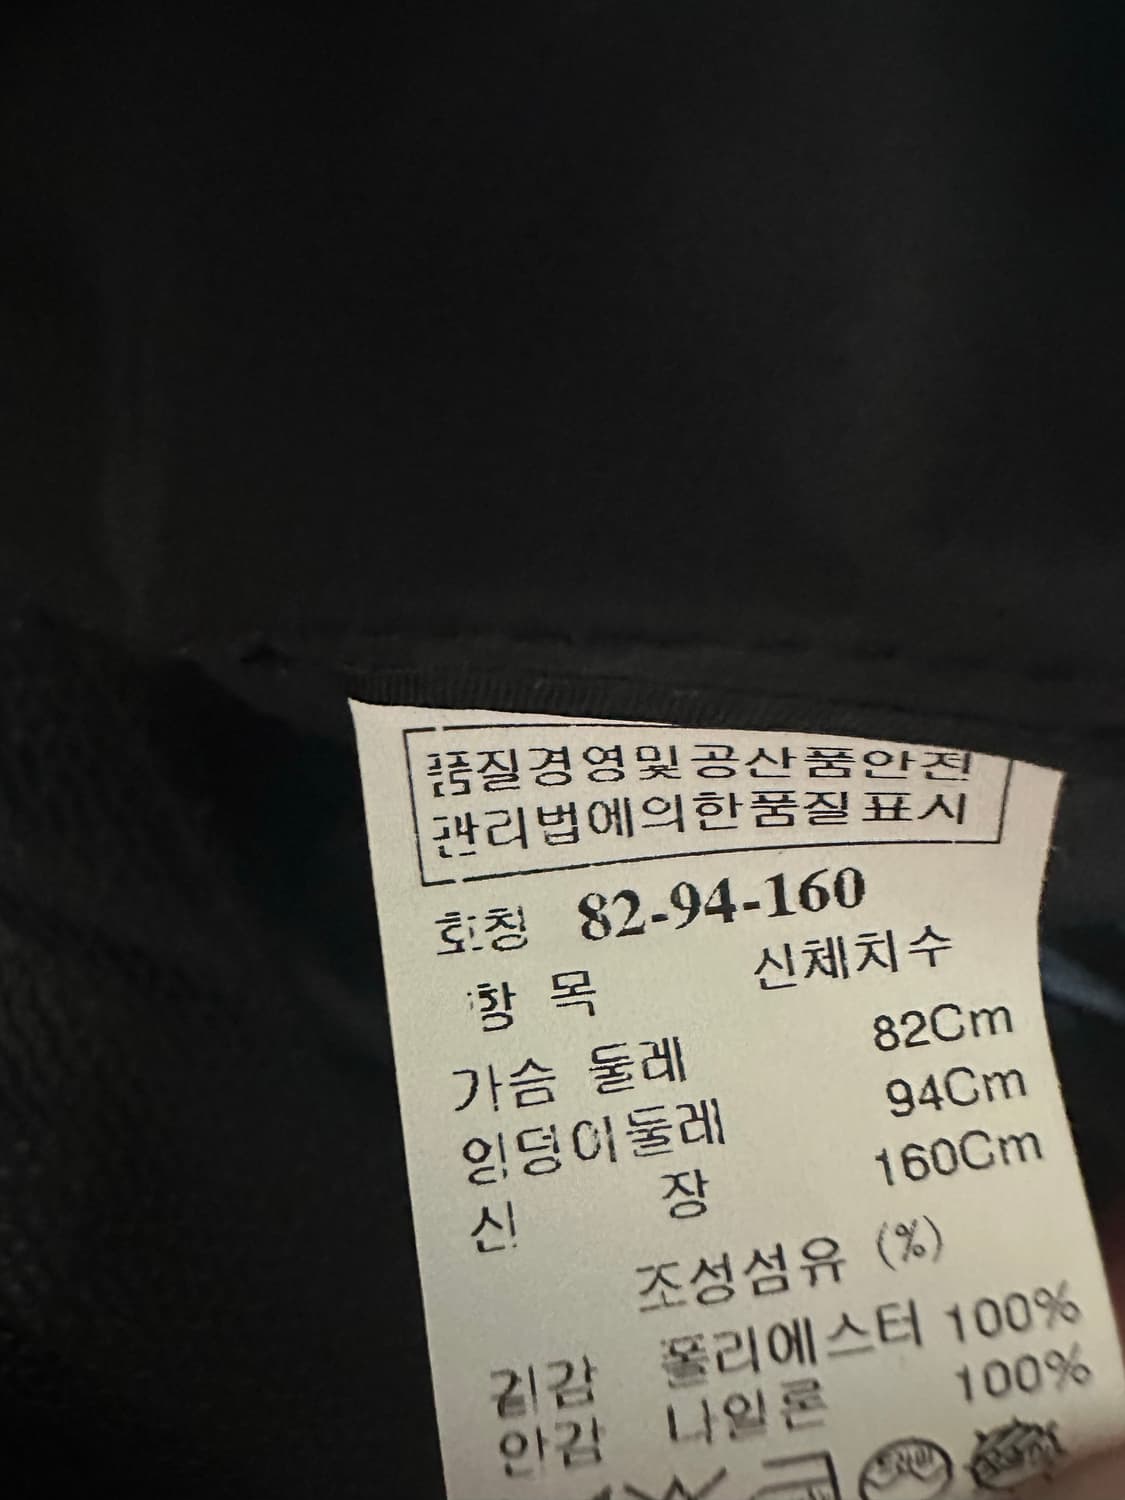 품질경영및공산품안전
관리법에의한품질표시
호칭 82-94-160
항 목 신체치수
가슴 둘레 82Cm
엉덩이둘레 94Cm
신 장 160Cm
조성섬유 (%)
겉감 폴리에스터 100%
안감 나일론 100%